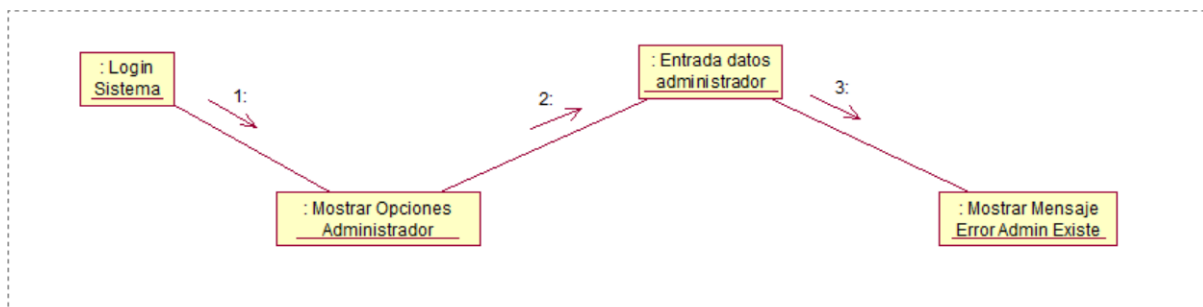 : Login
Sistema
1:
: Mostrar Opciones
Administrador
2:
: Entrada datos
administrador
3:
: Mostrar Mensaje
Error Admin Existe